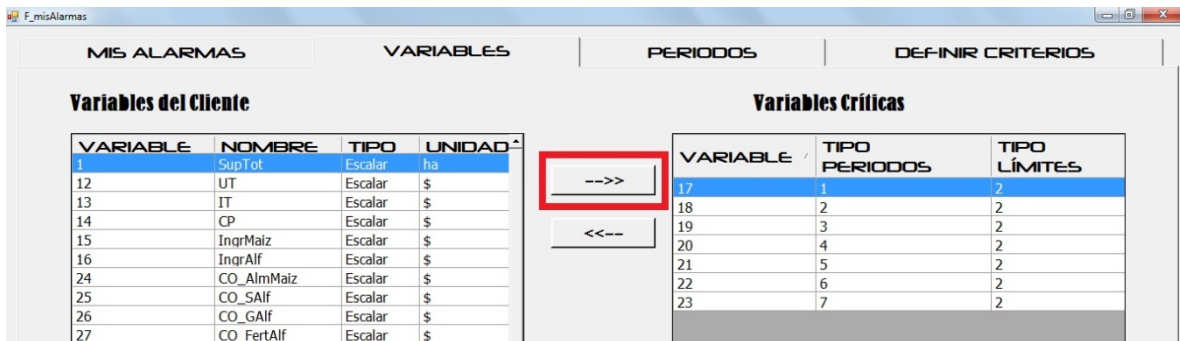 F_misAlarmas
MIS ALARMAS VARIABLES PERIODOS DEFINIR CRITERIOS
Variables del Cliente
VARIABLE NOMBRE TIPO UNIDAD
1 SupTot Escalar ha
12 UT Escalar $
13 IT Escalar $
14 CP Escalar $
15 IngrMaiz Escalar $
16 IngrAlf Escalar $
24 CO_AlmMaiz Escalar $
25 CO_SAlf Escalar $
26 CO_GAlf Escalar $
27 CO_FertAlf Escalar $
-->>
<<--
Variables Críticas
VARIABLE TIPO PERIODOS TIPO LÍMITES
17 1 2
18 2 2
19 3 2
20 4 2
21 5 2
22 6 2
23 7 2